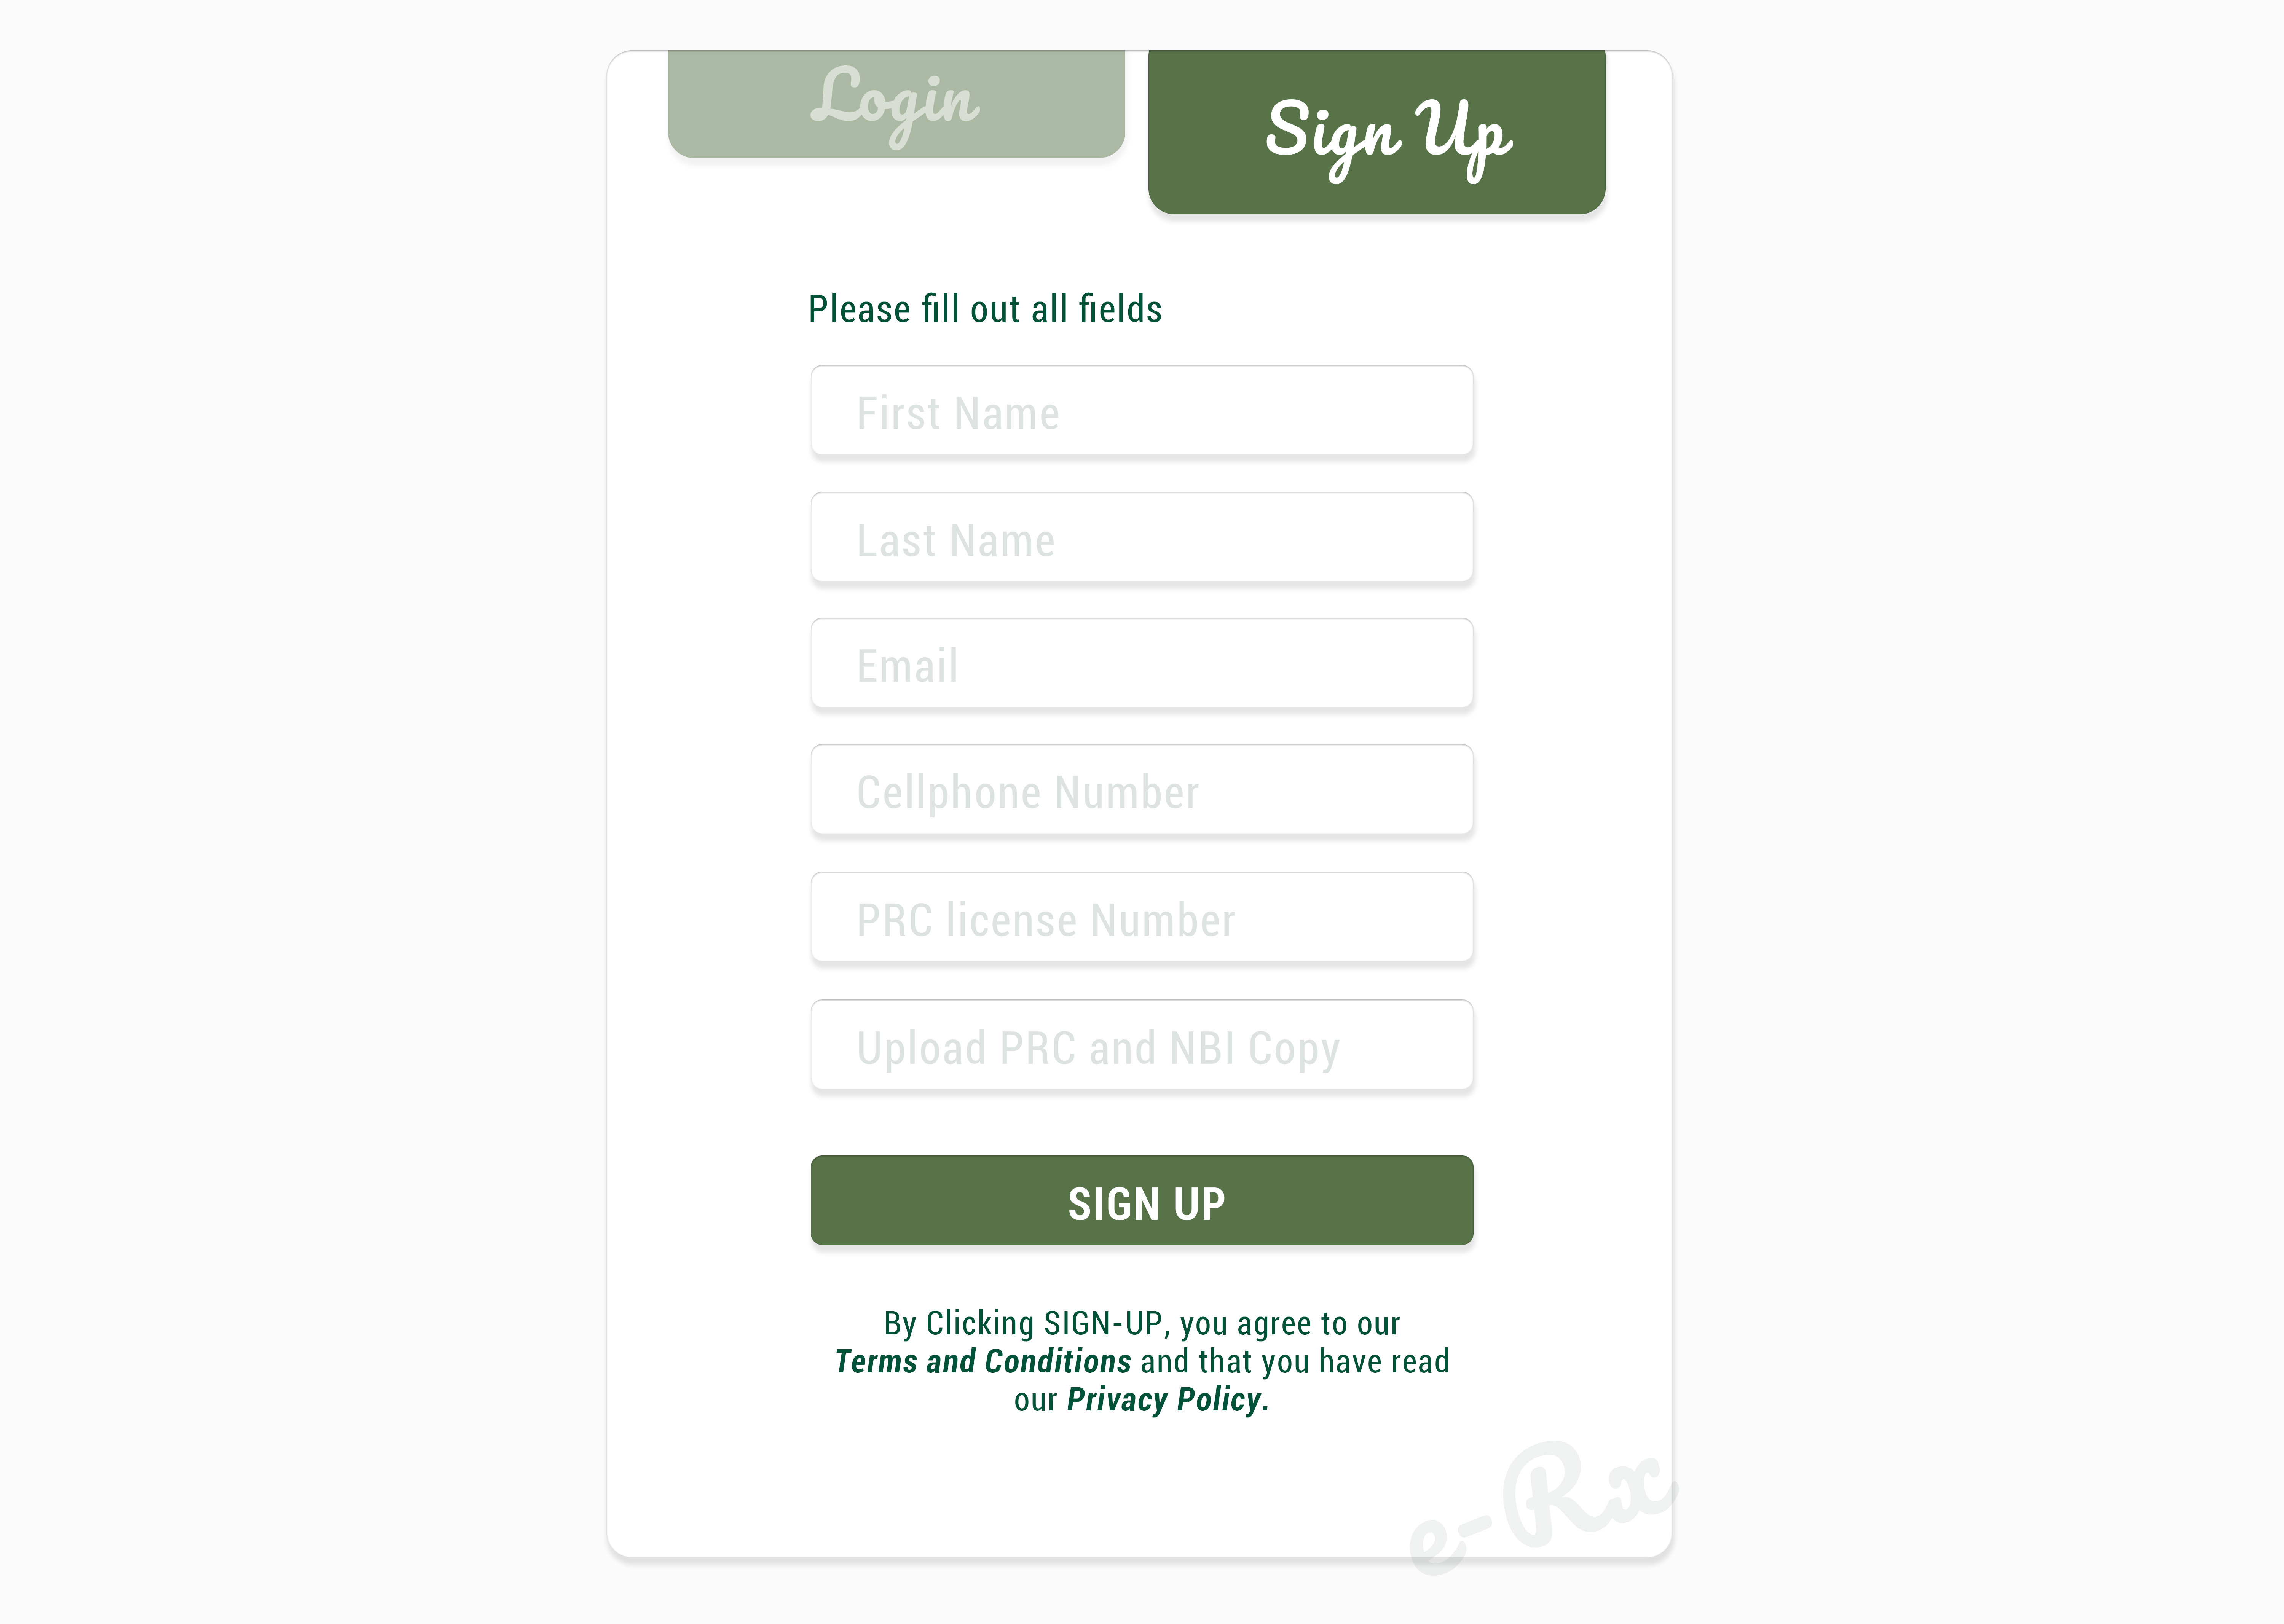 Login
Sign Up
Please fill out all fields
First Name
Last Name
Email
Cellphone Number
PRC license Number
Upload PRC and NBI Copy
SIGN UP
By Clicking SIGN-UP, you agree to our
Terms and Conditions and that you have read
our Privacy Policy.
e-Rx